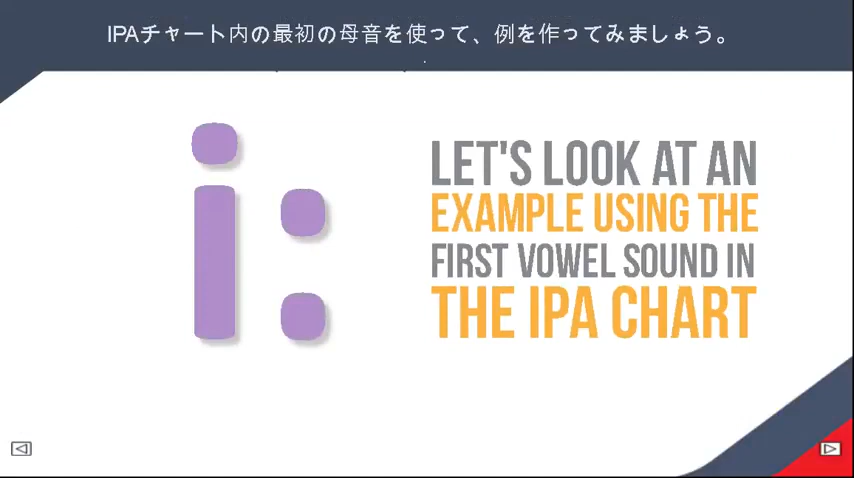 IPAチャート内の最初の母音を使って、例を作ってみましょう。
i:
LET'S LOOK AT AN
EXAMPLE USING THE
FIRST VOWEL SOUND IN
THE IPA CHART